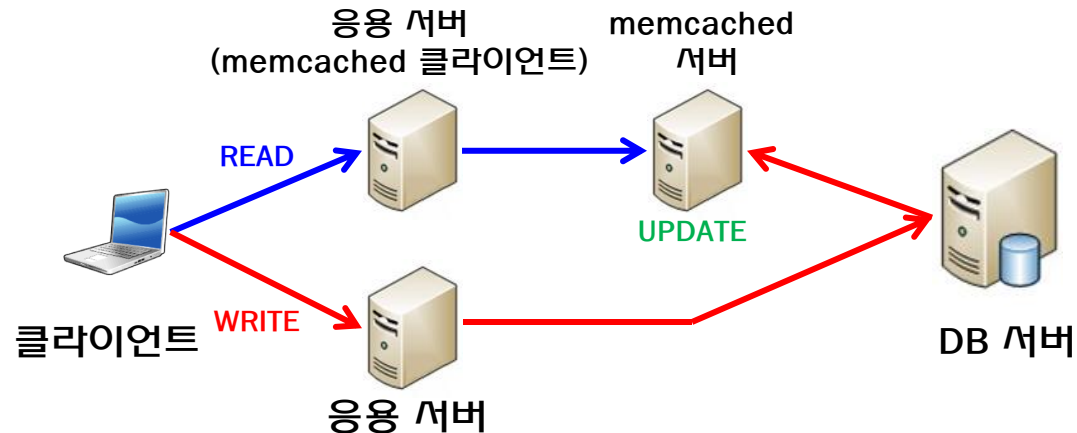 응용 서버
(memcached 클라이언트)
memcached
서버
READ
UPDATE
WRITE
클라이언트
DB 서버
응용 서버